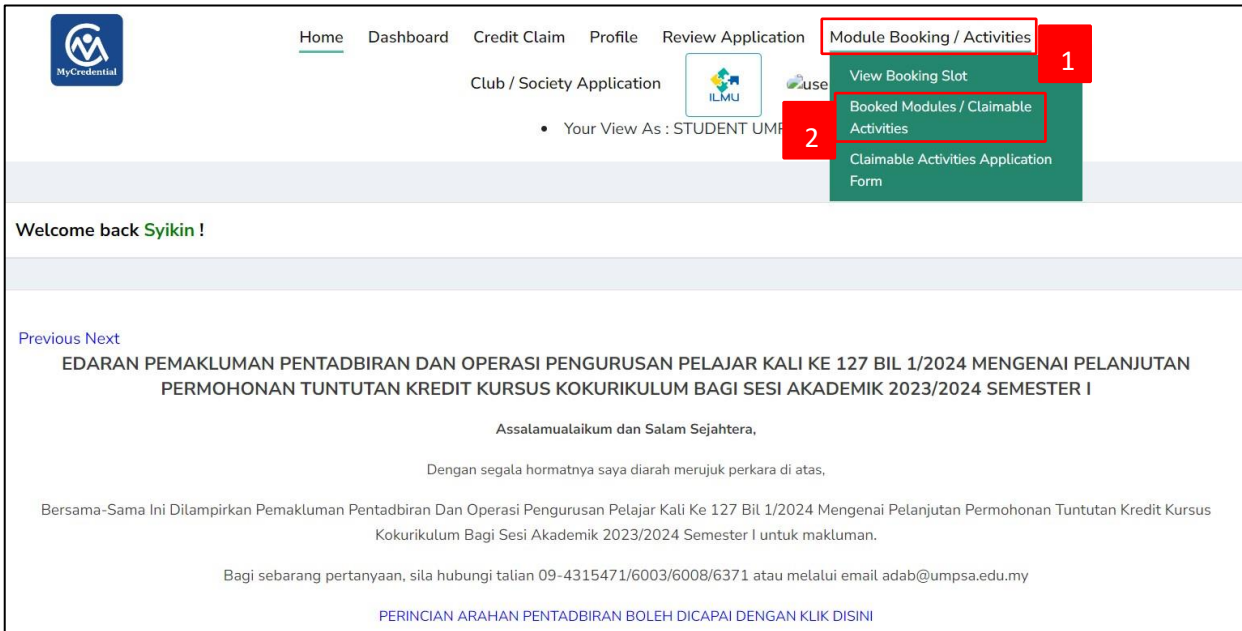 MyCredential
Home Dashboard Credit Claim Profile Review Application Module Booking / Activities
1
Club / Society Application
ILMU
use
View Booking Slot
Booked Modules / Claimable
Activities
2
Claimable Activities Application
Form
• Your View As : STUDENT UMP
Welcome back Syikin !
Previous Next
EDARAN PEMAKLUMAN PENTADBIRAN DAN OPERASI PENGURUSAN PELAJAR KALI KE 127 BIL 1/2024 MENGENAI PELANJUTAN
PERMOHONAN TUNTUTAN KREDIT KURSUS KOKURIKULUM BAGI SESI AKADEMIK 2023/2024 SEMESTER I
Assalamualaikum dan Salam Sejahtera,
Dengan segala hormatnya saya diarah merujuk perkara di atas,
Bersama-Sama Ini Dilampirkan Pemakluman Pentadbiran Dan Operasi Pengurusan Pelajar Kali Ke 127 Bil 1/2024 Mengenai Pelanjutan Permohonan Tuntutan Kredit Kursus
Kokurikulum Bagi Sesi Akademik 2023/2024 Semester I untuk makluman.
Bagi sebarang pertanyaan, sila hubungi talian 09-4315471/6003/6008/6371 atau melalui email adab@umpsa.edu.my
PERINCIAN ARAHAN PENTADBIRAN BOLEH DICAPAI DENGAN KLIK DISINI